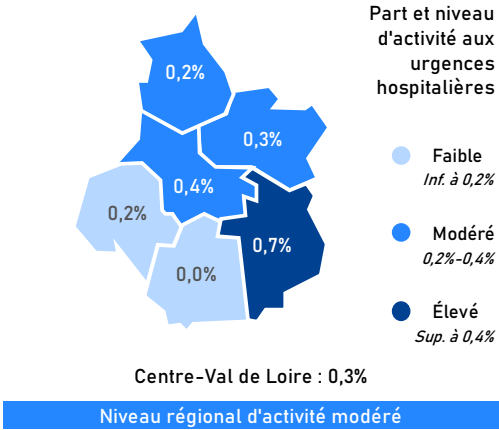 Part et niveau
d'activité aux
urgences
hospitalières
0,2%
0,3%
0,4%
0,2%
0,7%
0,0%
Faible
Inf. à 0,2%
Modéré
0,2%-0,4%
Élevé
Sup. à 0,4%
Centre-Val de Loire : 0,3%
Niveau régional d'activité modéré